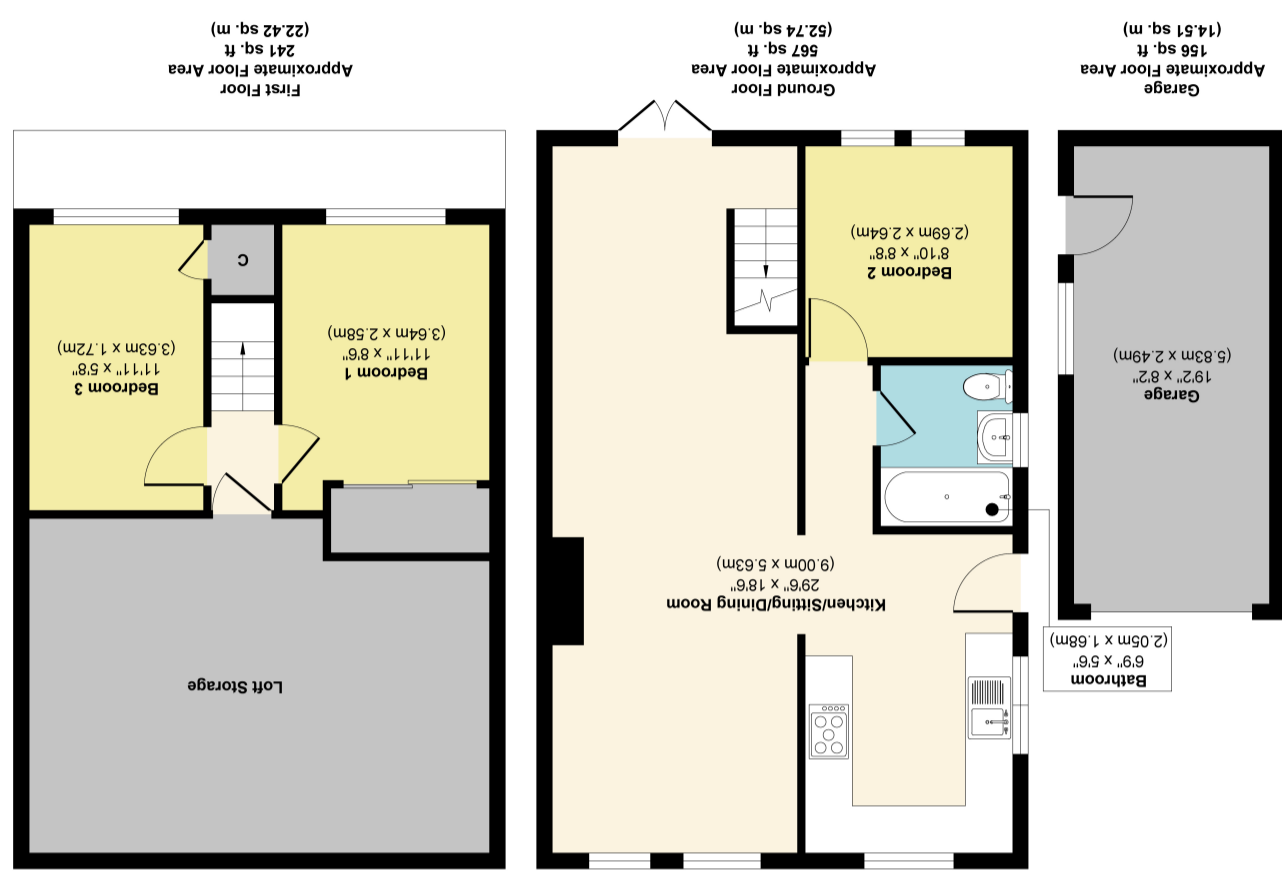 Bathroom
6'9" x 5'6"
(2.05m x 1.68m)
Garage
19'2" x 8'2"
(5.83m x 2.49m)
Kitchen/Sitting/Dining Room
29'6" x 18'6"
(9.00m x 5.63m)
Bedroom 2
8'10" x 8'8"
(2.69m x 2.64m)
Loft Storage
Bedroom 1
11'11" x 8'6"
(3.64m x 2.58m)
Bedroom 3
11'11" x 5'8"
(3.63m x 1.72m)
C
Garage
Approximate Floor Area
156 sq. ft
(14.51 sq. m)
Ground Floor
Approximate Floor Area
567 sq. ft
(52.74 sq. m)
First Floor
Approximate Floor Area
241 sq. ft
(22.42 sq. m)